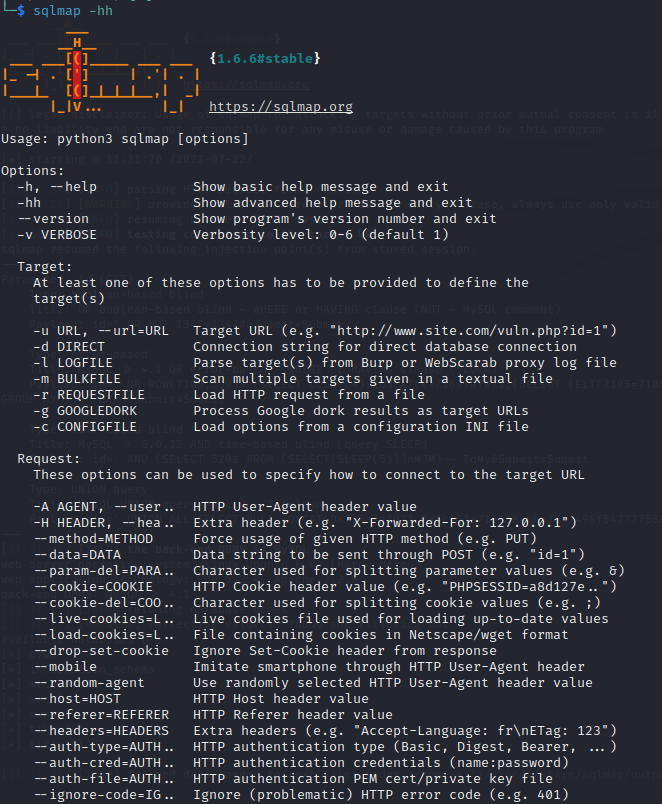 └─$ sqlmap -hh
        ___
       __H__
 ___ ___[(]_____ ___ ___  {1.6.6#stable}
|_ -| . [']     | .'| . |
|___|_  [(]_|_|_|__,|  _|
      |_|V...       |_|   https://sqlmap.org
Usage: python3 sqlmap [options]
Options:
  -h, --help            Show basic help message and exit
  -hh                   Show advanced help message and exit
  --version             Show program's version number and exit
  -v VERBOSE            Verbosity level: 0-6 (default 1)
  Target:
    At least one of these options has to be provided to define the
    target(s)
    -u URL, --url=URL   Target URL (e.g. "http://www.site.com/vuln.php?id=1")
    -d DIRECT           Connection string for direct database connection
    -l LOGFILE          Parse target(s) from Burp or WebScarab proxy log file
    -m BULKFILE         Scan multiple targets given in a textual file
    -r REQUESTFILE      Load HTTP request from a file
    -g GOOGLEDORK       Process Google dork results as target URLs
    -c CONFIGFILE       Load options from a configuration INI file
  Request:
    These options can be used to specify how to connect to the target URL
    -A AGENT, --user..  HTTP User-Agent header value
    -H HEADER, --hea..  Extra header (e.g. "X-Forwarded-For: 127.0.0.1")
    --method=METHOD     Force usage of given HTTP method (e.g. PUT)
    --data=DATA         Data string to be sent through POST (e.g. "id=1")
    --param-del=PARA..  Character used for splitting parameter values (e.g. &)
    --cookie=COOKIE     HTTP Cookie header value (e.g. "PHPSESSID=a8d127e..")
    --cookie-del=COO..  Character used for splitting cookie values (e.g. ;)
    --live-cookies=L..  Live cookies file used for loading up-to-date values
    --load-cookies=L..  File containing cookies in Netscape/wget format
    --drop-set-cookie   Ignore Set-Cookie header from response
    --mobile            Imitate smartphone through HTTP User-Agent header
    --random-agent      Use randomly selected HTTP User-Agent header value
    --host=HOST         HTTP Host header value
    --referer=REFERER   HTTP Referer header value
    --headers=HEADERS   Extra headers (e.g. "Accept-Language: fr\nETag: 123")
    --auth-type=AUTH..  HTTP authentication type (Basic, Digest, Bearer, ...)
    --auth-cred=AUTH..  HTTP authentication credentials (name:password)
    --auth-file=AUTH..  HTTP authentication PEM cert/private key file
    --ignore-code=IG..  Ignore (problematic) HTTP error code (e.g. 401)